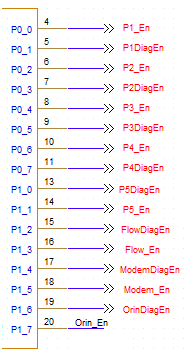 P0_0 4 P1_En
P0_1 5 P1DiagEn
P0_2 6 P2_En
P0_3 7 P2DiagEn
P0_4 8 P3_En
P0_5 9 P3DiagEn
P0_6 10 P4_En
P0_7 11 P4DiagEn
P1_0 13 P5DiagEn
P1_1 14 P5_En
P1_2 15 FlowDiagEn
P1_3 16 Flow_En
P1_4 17 ModemDiagEn
P1_5 18 Modem_En
P1_6 19 OrinDiagEn
P1_7 20 Orin_En